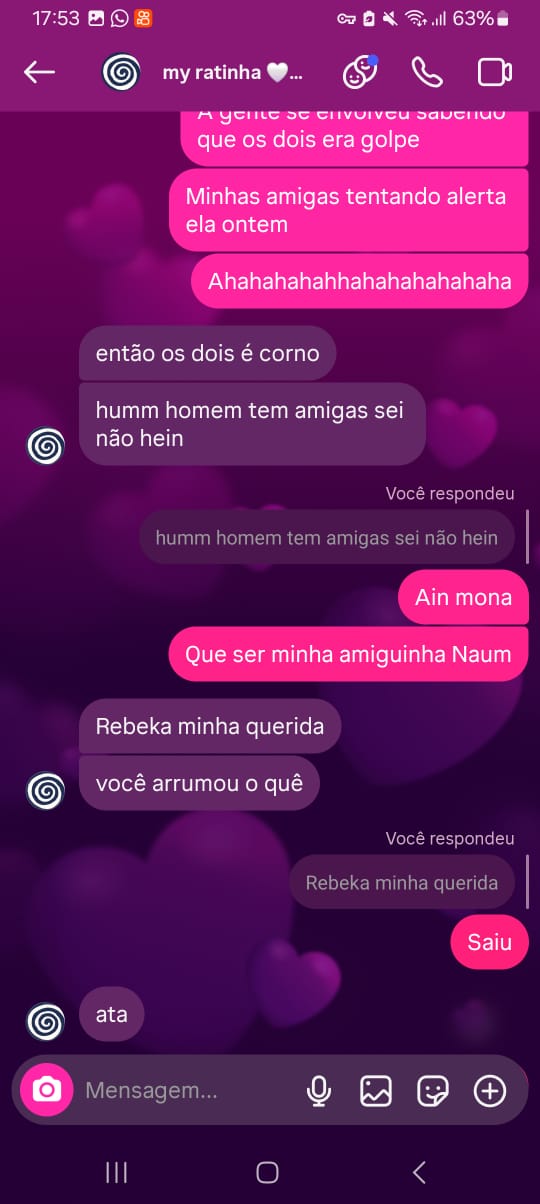 17:53
63%
my ratinha 🤍...
A gente se envolveu sabendo
que os dois era golpe
Minhas amigas tentando alerta
ela ontem
Ahahahahahhahahahahahaha
então os dois é corno
humm homem tem amigas sei
não hein
Você respondeu
humm homem tem amigas sei não hein
Ain mona
Que ser minha amiguinha Naum
Rebeka minha querida
você arrumou o quê
Você respondeu
Rebeka minha querida
Saiu
ata
Mensagem...